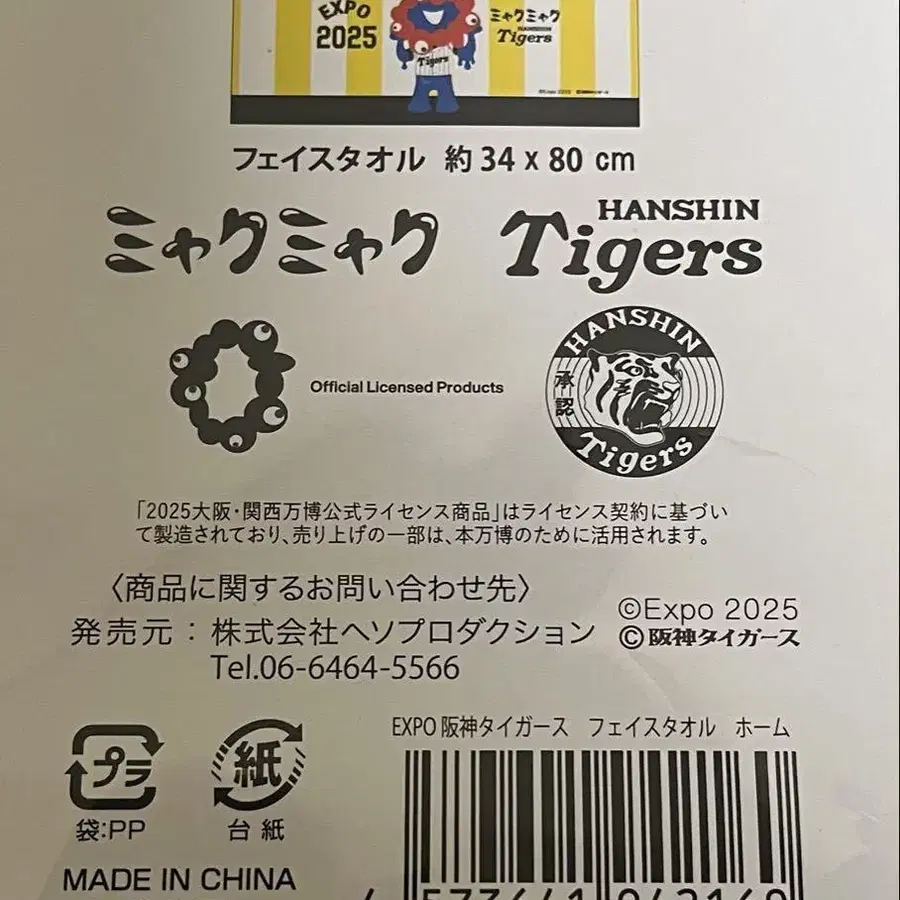 EXPO
2025
ミャクミャク
HANSHIN
Tigers
Tigers
フェイスタオル 約 34 x 80 cm
ミャクミャク
HANSHIN
Tigers
Official Licensed Products
HANSHIN
承認
Tigers
「2025大阪・関西万博公式ライセンス商品」はライセンス契約に基づい
て製造されており、売り上げの一部は、本万博のために活用されます。
〈商品に関するお問い合わせ先〉
発売元：株式会社ヘソプロダクション
Tel.06-6464-5566
©Expo 2025
©阪神タイガース
EXPO 阪神タイガース フェイスタオル ホーム
プラ
袋:PP
紙
台紙
MADE IN CHINA